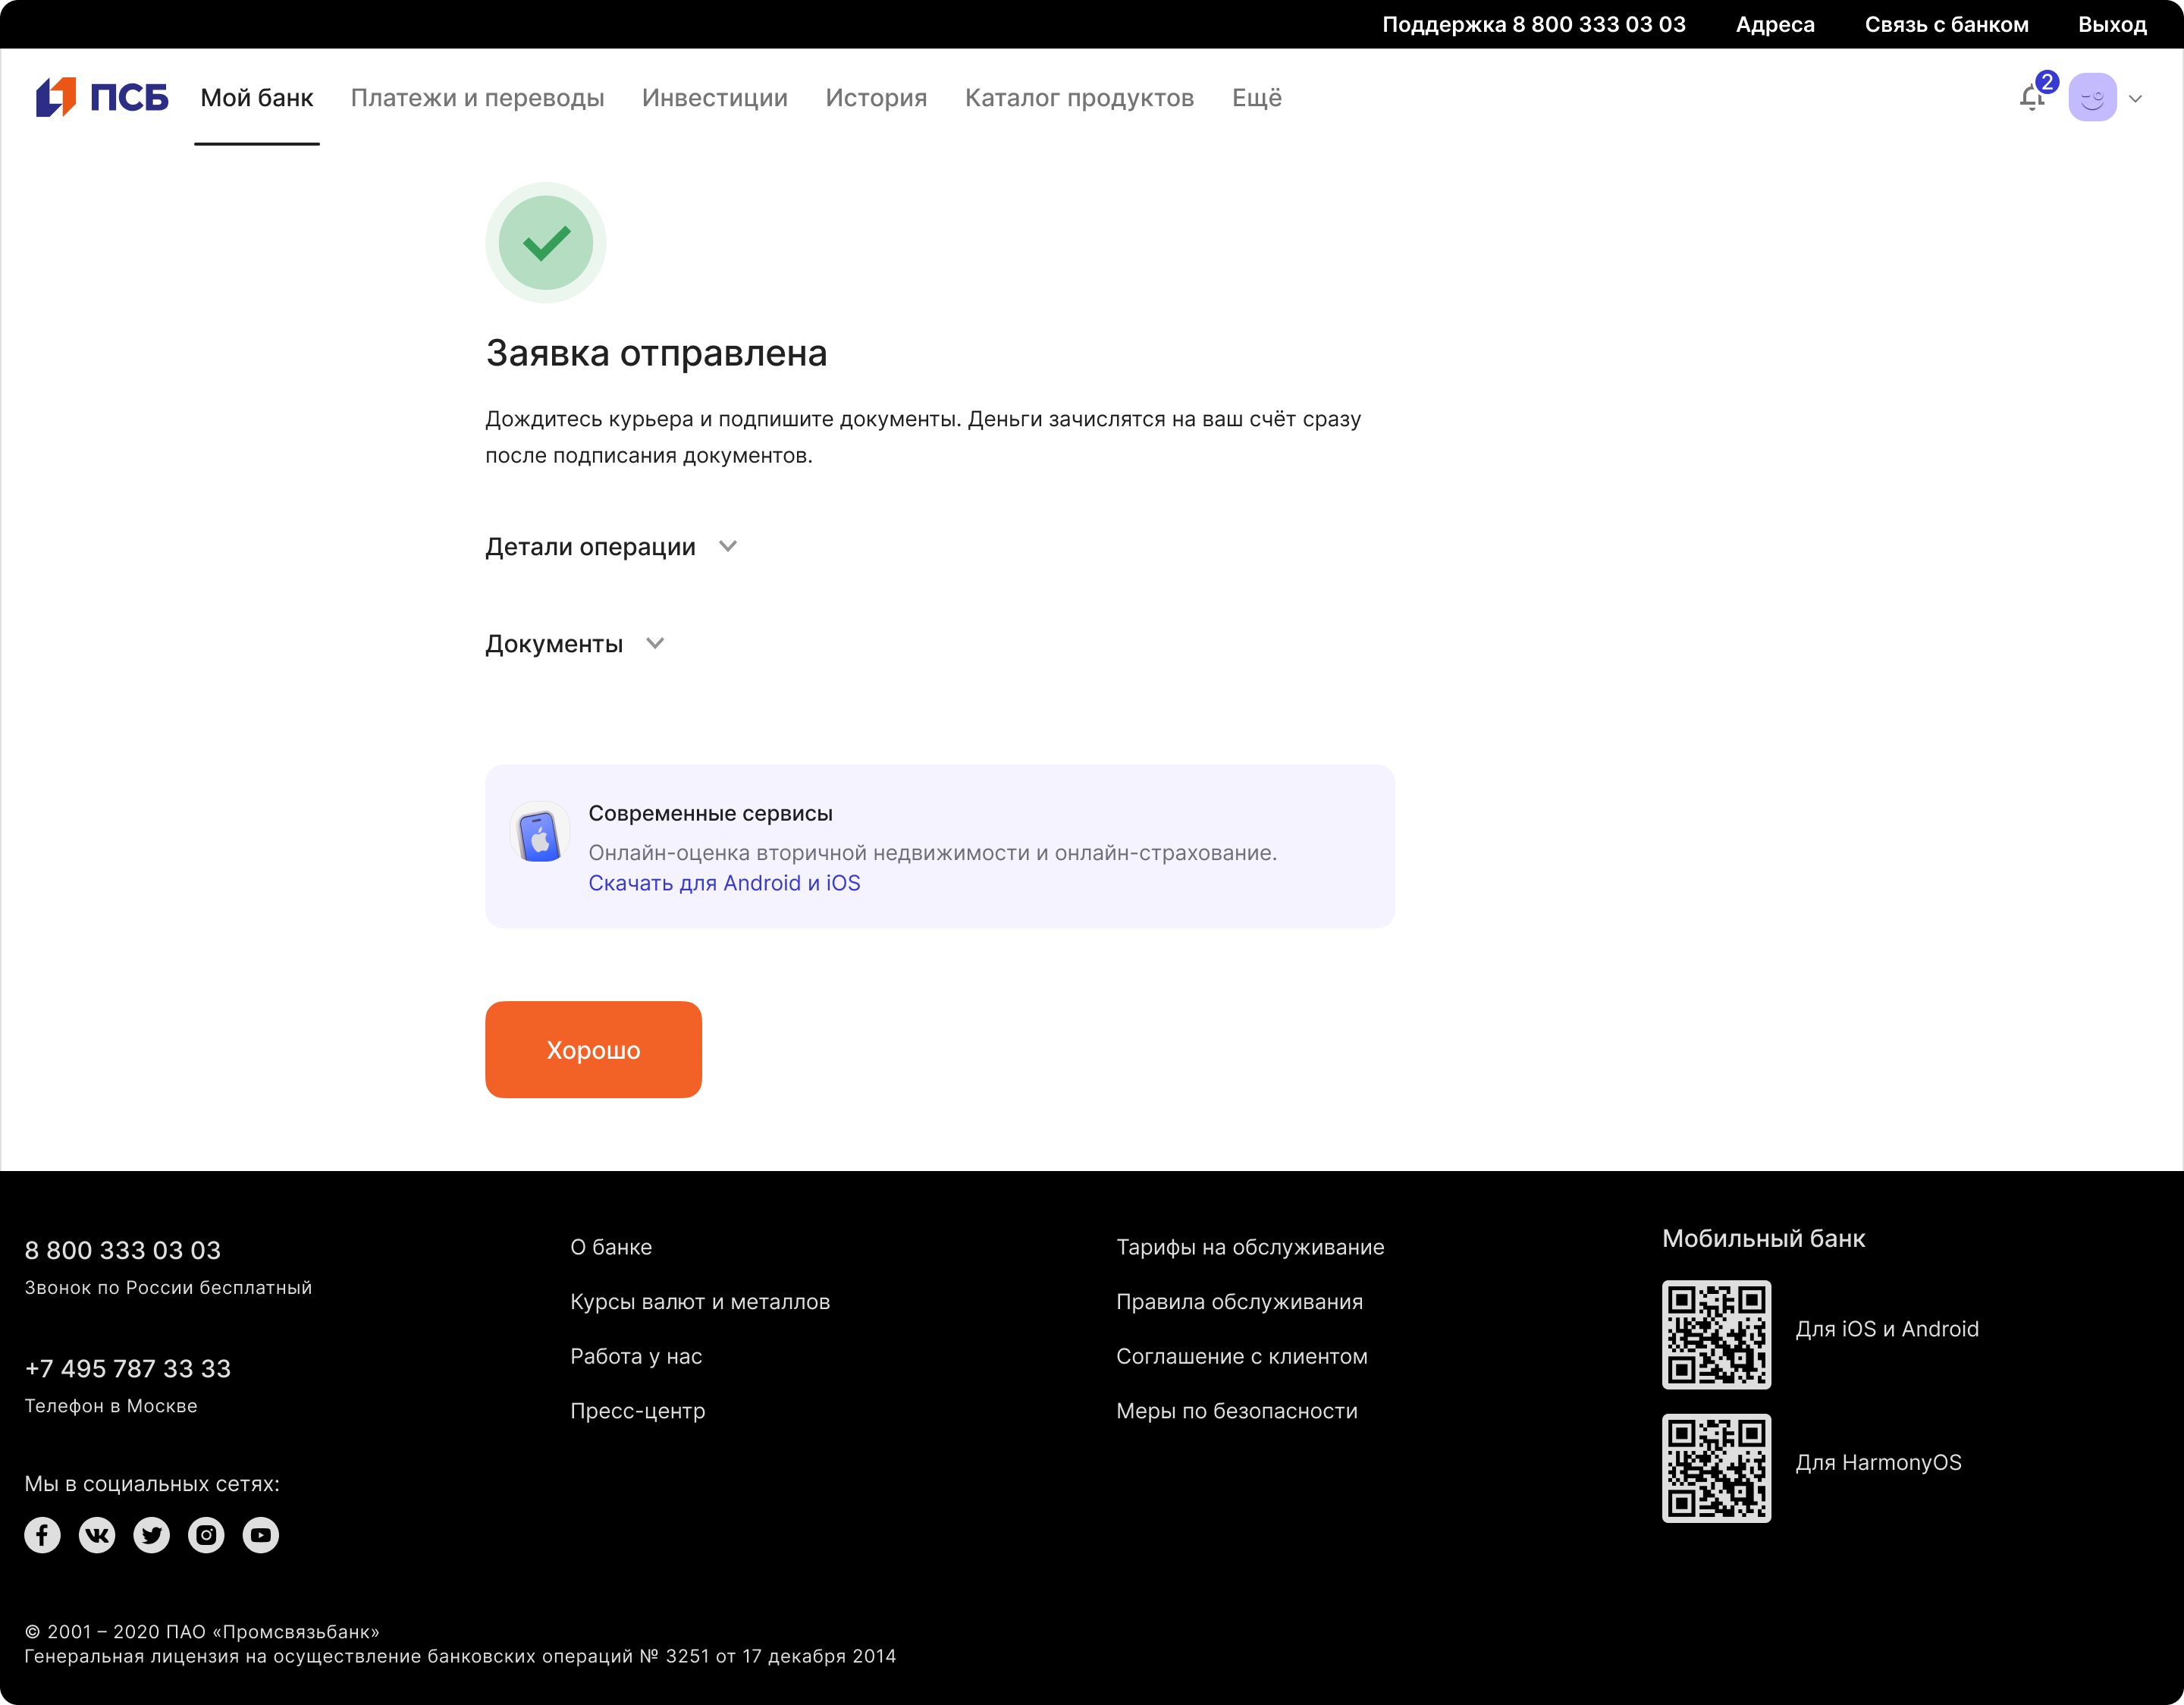 Поддержка 8 800 333 03 03
Адреса
Связь с банком
Выход
ПСБ
Мой банк
Платежи и переводы
Инвестиции
История
Каталог продуктов
Ещё
2
Заявка отправлена
Дождитесь курьера и подпишите документы. Деньги зачислятся на ваш счёт сразу
после подписания документов.
Детали операции
Документы
Современные сервисы
Онлайн-оценка вторичной недвижимости и онлайн-страхование.
Скачать для Android и iOS
Хорошо
8 800 333 03 03
Звонок по России бесплатный
+7 495 787 33 33
Телефон в Москве
Мы в социальных сетях:
О банке
Курсы валют и металлов
Работа у нас
Пресс-центр
Тарифы на обслуживание
Правила обслуживания
Соглашение с клиентом
Меры по безопасности
Мобильный банк
Для iOS и Android
Для HarmonyOS
© 2001 – 2020 ПАО «Промсвязьбанк»
Генеральная лицензия на осуществление банковских операций № 3251 от 17 декабря 2014